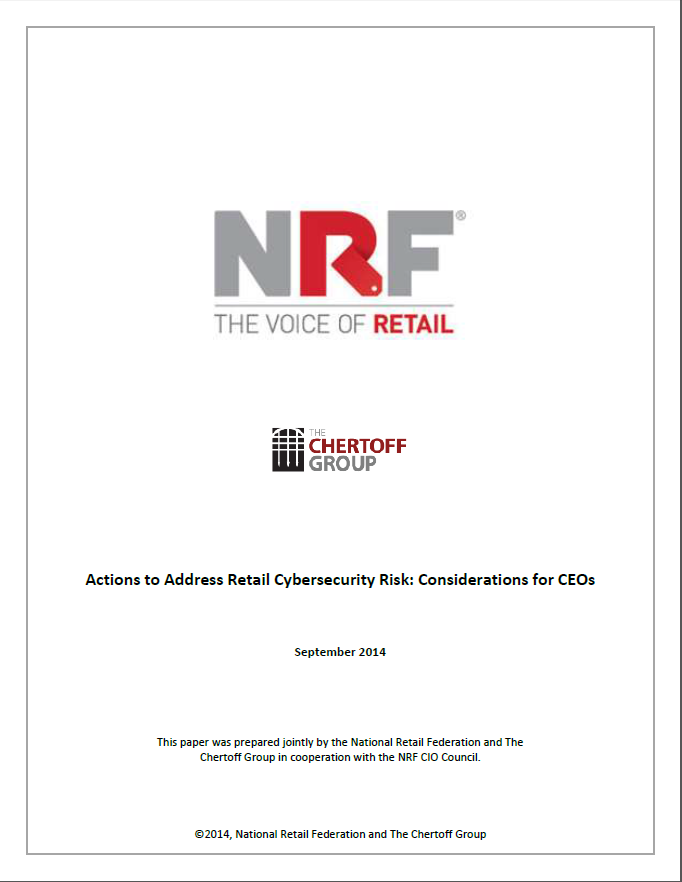 NRF®
THE VOICE OF RETAIL
THE
CHERTOFF
GROUP
Actions to Address Retail Cybersecurity Risk: Considerations for CEOs
September 2014
This paper was prepared jointly by the National Retail Federation and The
Chertoff Group in cooperation with the NRF CIO Council.
©2014, National Retail Federation and The Chertoff Group